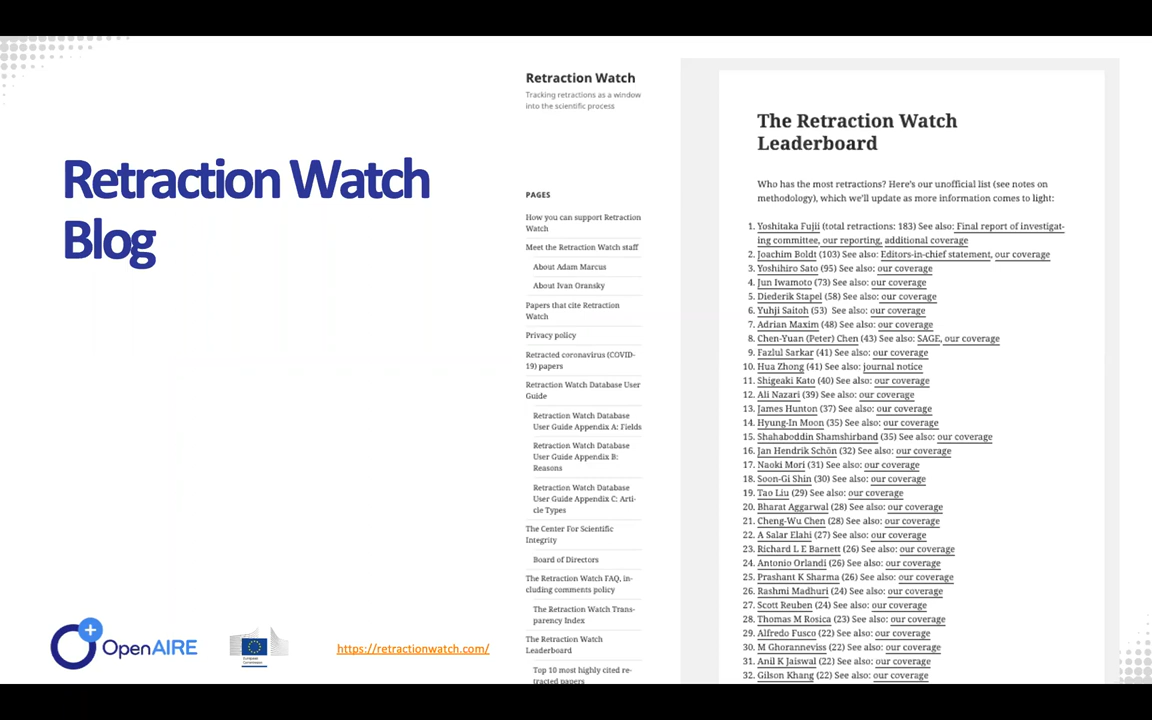 Retraction Watch
Blog
Retraction Watch
Tracking retractions as a window
into the scientific process
PAGES
How you can support Retraction
Watch
Meet the Retraction Watch staff
About Adam Marcus
About Ivan Oransky
Papers that cite Retraction
Watch
Privacy policy
Retracted coronavirus (COVID-
19) papers
Retraction Watch Database User
Guide
Retraction Watch Database
User Guide Appendix A: Fields
Retraction Watch Database
User Guide Appendix B:
Reasons
Retraction Watch Database
User Guide Appendix C: Arti-
cle Types
The Center For Scientific
Integrity
Board of Directors
The Retraction Watch FAQ, in-
cluding comments policy
The Retraction Watch Trans-
parency Index
The Retraction Watch
Leaderboard
Top 10 most highly cited re-
tracted papers
The Retraction Watch
Leaderboard
Who has the most retractions? Here's our unofficial list (see notes on
methodology), which we'll update as more information comes to light:
1. Yoshitaka Fujii (total retractions: 183) See also: Final report of investigat-
ing committee, our reporting, additional coverage
2. Joachim Boldt (103) See also: Editors-in-chief statement, our coverage
3. Yoshihiro Sato (95) See also: our coverage
4. Jun Iwamoto (73) See also: our coverage
5. Diederik Stapel (58) See also: our coverage
6. Yuhji Saitoh (53) See also: our coverage
7. Adrian Maxim (48) See also: our coverage
8. Chen-Yuan (Peter) Chen (43) See also: SAGE, our coverage
9. Fazlul Sarkar (41) See also: our coverage
10. Hua Zhong (41) See also: journal notice
11. Shigeaki Kato (40) See also: our coverage
12. Ali Nazari (39) See also: our coverage
13. James Hunton (37) See also: our coverage
14. Hyung-In Moon (35) See also: our coverage
15. Shahaboddin Shamshirband (35) See also: our coverage
16. Jan Hendrik Schön (32) See also: our coverage
17. Naoki Mori (31) See also: our coverage
18. Soon-Gi Shin (30) See also: our coverage
19. Tao Liu (29) See also: our coverage
20. Bharat Aggarwal (28) See also: our coverage
21. Cheng-Wu Chen (28) See also: our coverage
22. A Salar Elahi (27) See also: our coverage
23. Richard L E Barnett (26) See also: our coverage
24. Antonio Orlandi (26) See also: our coverage
25. Prashant K Sharma (26) See also: our coverage
26. Rashmi Madhuri (24) See also: our coverage
27. Scott Reuben (24) See also: our coverage
28. Thomas M Rosica (23) See also: our coverage
29. Alfredo Fusco (22) See also: our coverage
30. M Ghoranneviss (22) See also: our coverage
31. Anil K Jaiswal (22) See also: our coverage
32. Gilson Khang (22) See also: our coverage
OpenAIRE
European
Commission
https://retractionwatch.com/